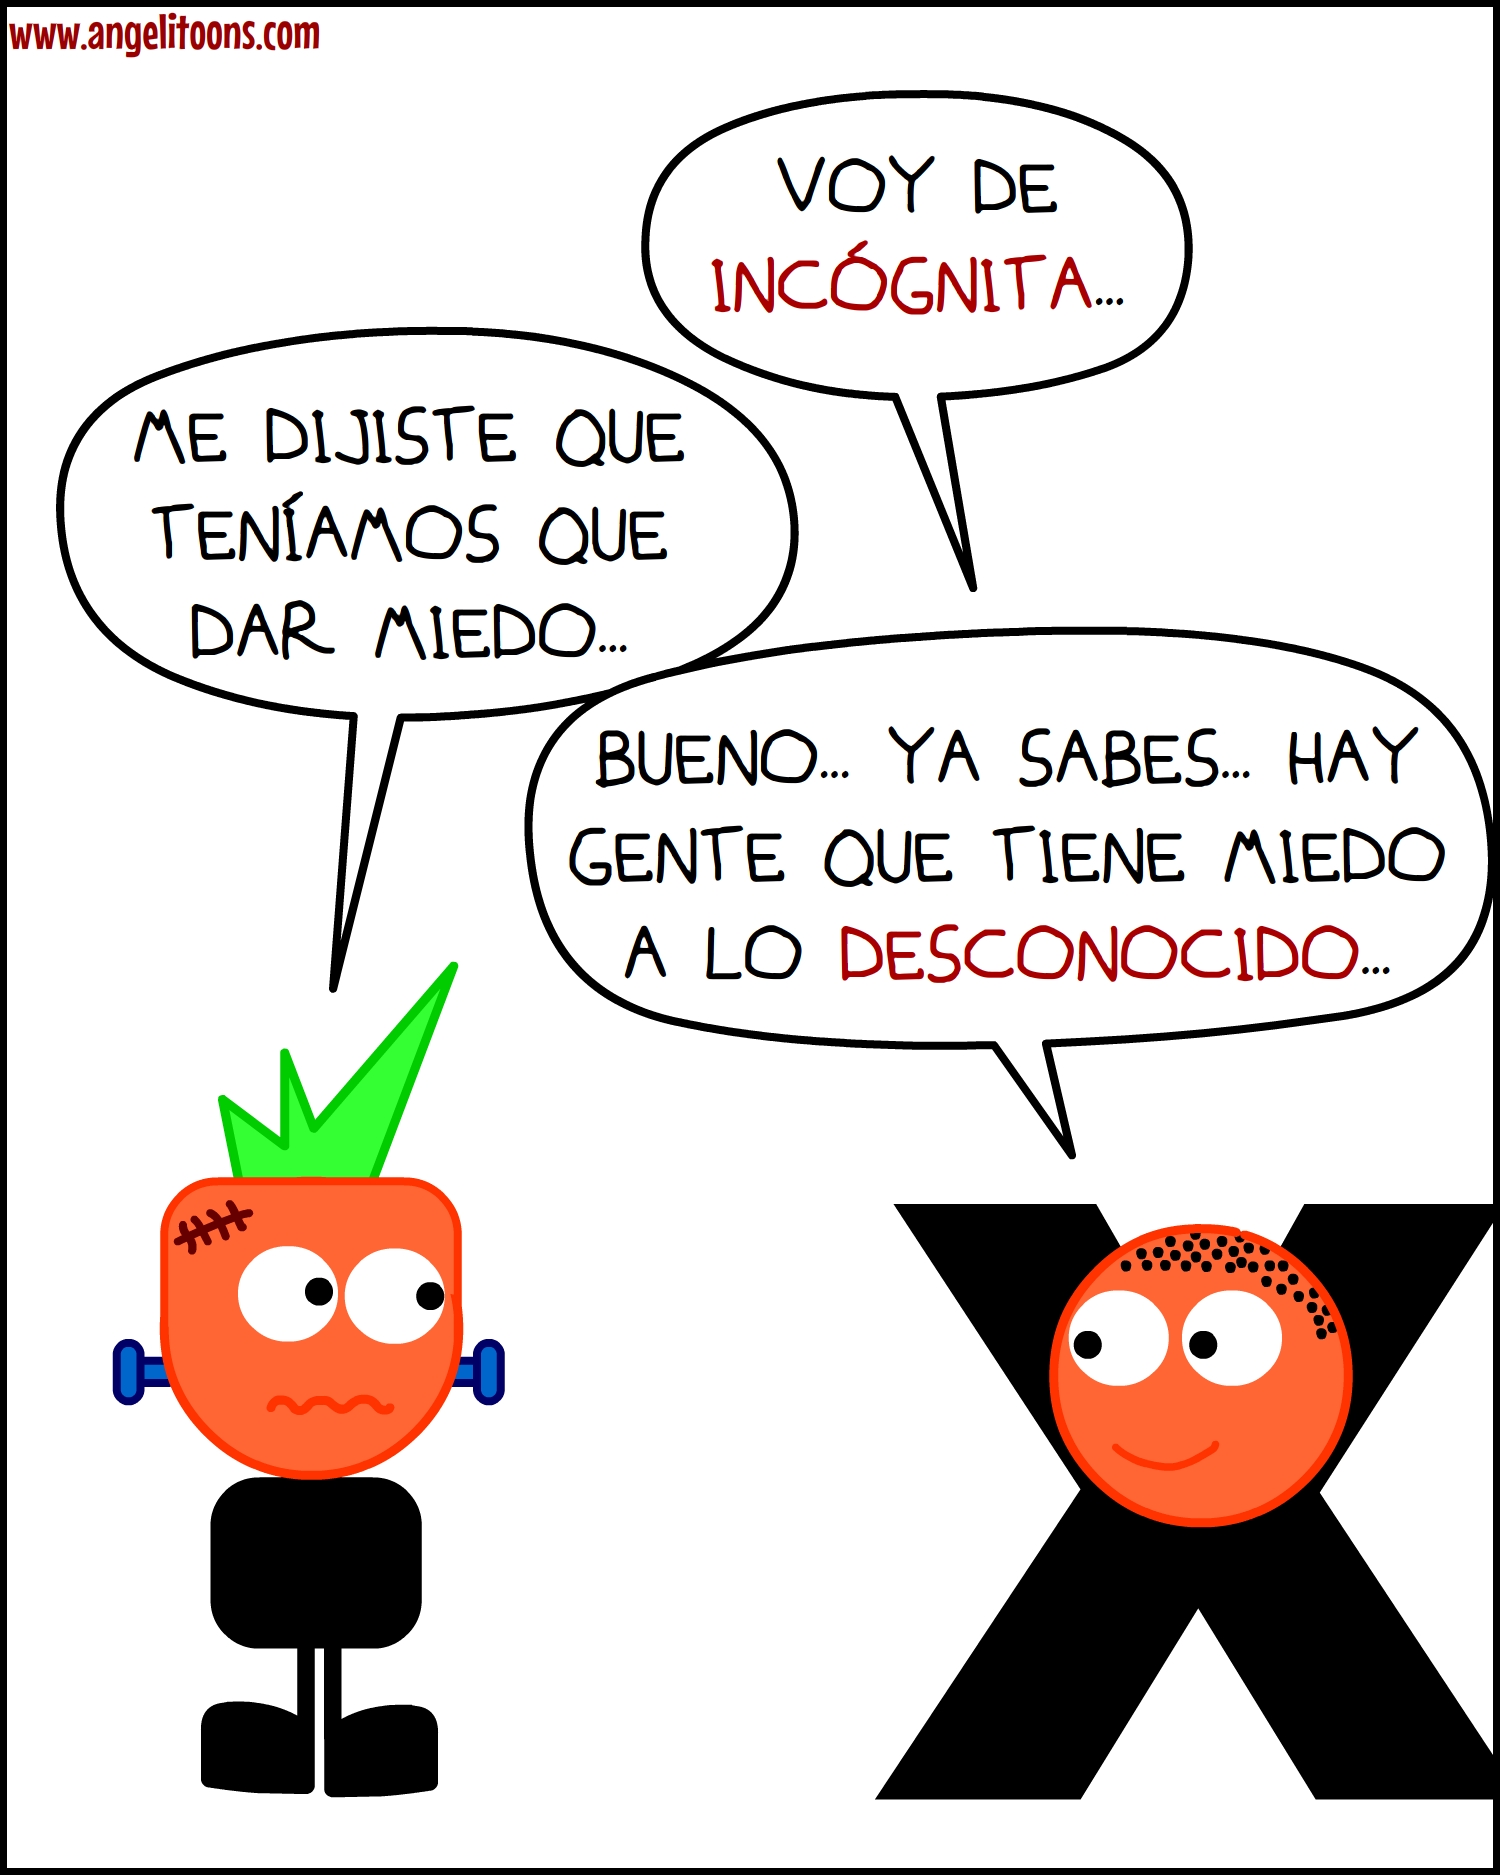 www.angelitoons.com
VOY DE
INCÓGNITA...
ME DIJISTE QUE
TENÍAMOS QUE
DAR MIEDO...
BUENO... YA SABES... HAY
GENTE QUE TIENE MIEDO
A LO DESCONOCIDO...
X